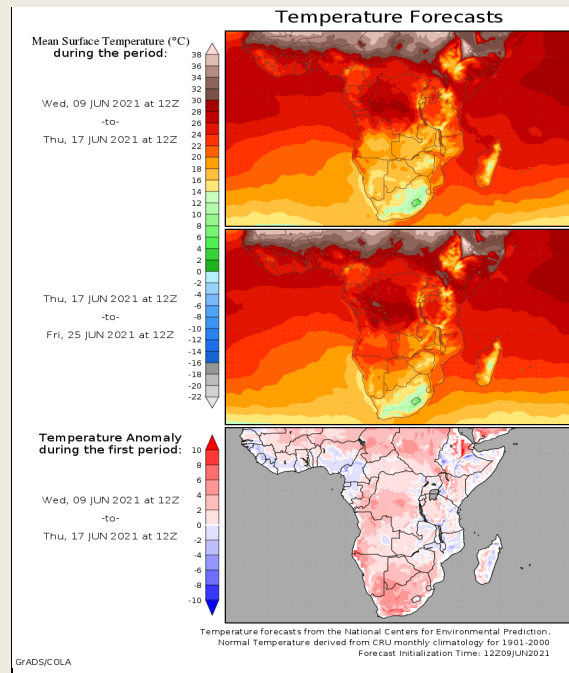 Temperature Forecasts
Mean Surface Temperature (°C)
during the period:
Wed, 09 JUN 2021 at 12Z
-to-
Thu, 17 JUN 2021 at 12Z
38
36
34
32
30
28
26
24
22
20
18
16
14
12
10
8
6
4
2
0
-2
-4
-6
-8
-10
-12
-14
-16
-18
-20
-22
Thu, 17 JUN 2021 at 12Z
-to-
Fri, 25 JUN 2021 at 12Z
Temperature Anomaly
during the first period:
Wed, 09 JUN 2021 at 12Z
-to-
Thu, 17 JUN 2021 at 12Z
10
8
6
4
2
0
-2
-4
-6
-8
-10
Temperature forecasts from the National Centers for Environmental Prediction.
Normal Temperature derived from CRU monthly climatology for 1901-2000
Forecast Initialization Time: 12Z09JUN2021
GrADS/COLA